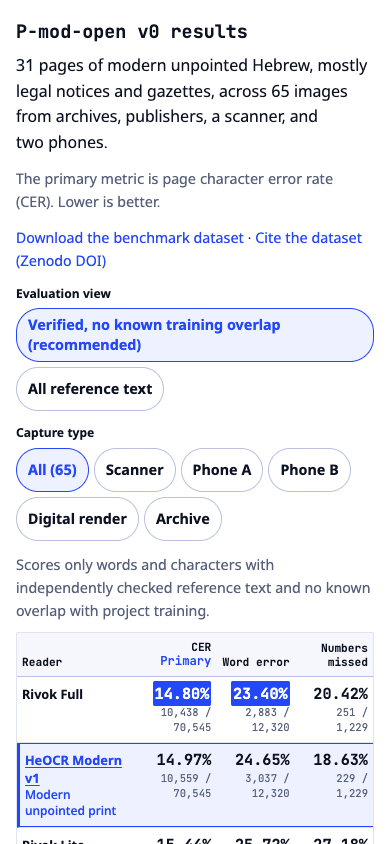 P-mod-open v0 results
31 pages of modern unpointed Hebrew, mostly
legal notices and gazettes, across 65 images
from archives, publishers, a scanner, and
two phones.
The primary metric is page character error rate
(CER). Lower is better.
Download the benchmark dataset · Cite the dataset
(Zenodo DOI)
Evaluation view
Verified, no known training overlap
(recommended)
All reference text
Capture type
All (65) Scanner Phone A Phone B
Digital render Archive
Scores only words and characters with
independently checked reference text and no known
overlap with project training.
Reader CER Primary Word error Numbers missed
Rivok Full 14.80% 23.40% 20.42%
10,438 / 70,545 2,883 / 12,320 251 / 1,229
HeOCR Modern v1 14.97% 24.65% 18.63%
Modern unpointed print 10,559 / 70,545 3,037 / 12,320 229 / 1,229